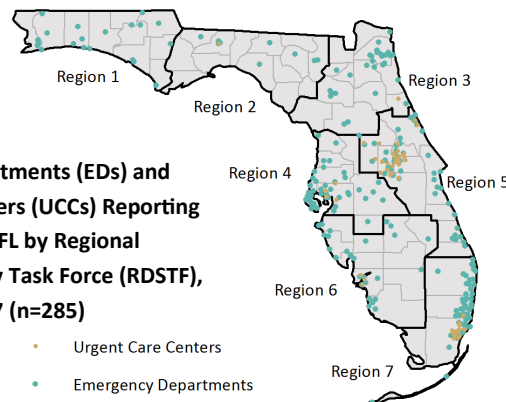 Region 1
Region 2
Region 3
Region 4
Region 5
tments (EDs) and
ers (UCCs) Reporting
FL by Regional
y Task Force (RDSTF),
7 (n=285)
Region 6
Urgent Care Centers
Region 7
Emergency Departments